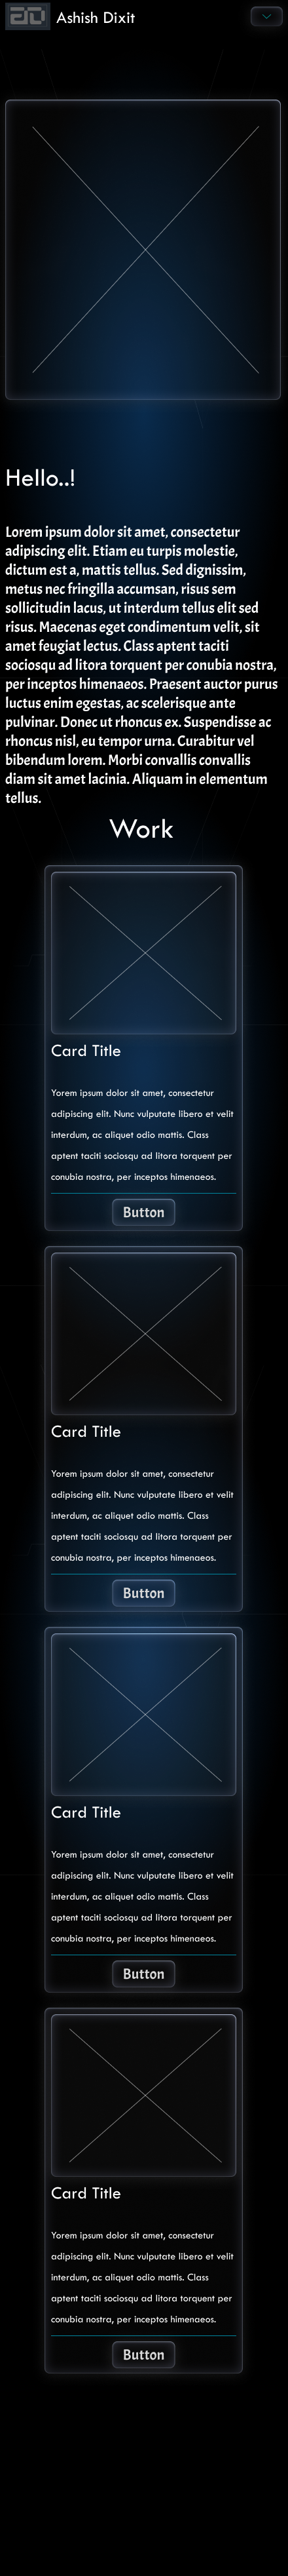 aD
Ashish Dixit
Hello..!
Lorem ipsum dolor sit amet, consectetur
adipiscing elit. Etiam eu turpis molestie,
dictum est a, mattis tellus. Sed dignissim,
metus nec fringilla accumsan, risus sem
sollicitudin lacus, ut interdum tellus elit sed
risus. Maecenas eget condimentum velit, sit
amet feugiat lectus. Class aptent taciti
sociosqu ad litora torquent per conubia nostra,
per inceptos himenaeos. Praesent auctor purus
luctus enim egestas, ac scelerisque ante
pulvinar. Donec ut rhoncus ex. Suspendisse ac
rhoncus nisl, eu tempor urna. Curabitur vel
bibendum lorem. Morbi convallis convallis
diam sit amet lacinia. Aliquam in elementum
tellus.
Work
Card Title
Yorem ipsum dolor sit amet, consectetur
adipiscing elit. Nunc vulputate libero et velit
interdum, ac aliquet odio mattis. Class
aptent taciti sociosqu ad litora torquent per
conubia nostra, per inceptos himenaeos.
Button
Card Title
Yorem ipsum dolor sit amet, consectetur
adipiscing elit. Nunc vulputate libero et velit
interdum, ac aliquet odio mattis. Class
aptent taciti sociosqu ad litora torquent per
conubia nostra, per inceptos himenaeos.
Button
Card Title
Yorem ipsum dolor sit amet, consectetur
adipiscing elit. Nunc vulputate libero et velit
interdum, ac aliquet odio mattis. Class
aptent taciti sociosqu ad litora torquent per
conubia nostra, per inceptos himenaeos.
Button
Card Title
Yorem ipsum dolor sit amet, consectetur
adipiscing elit. Nunc vulputate libero et velit
interdum, ac aliquet odio mattis. Class
aptent taciti sociosqu ad litora torquent per
conubia nostra, per inceptos himenaeos.
Button